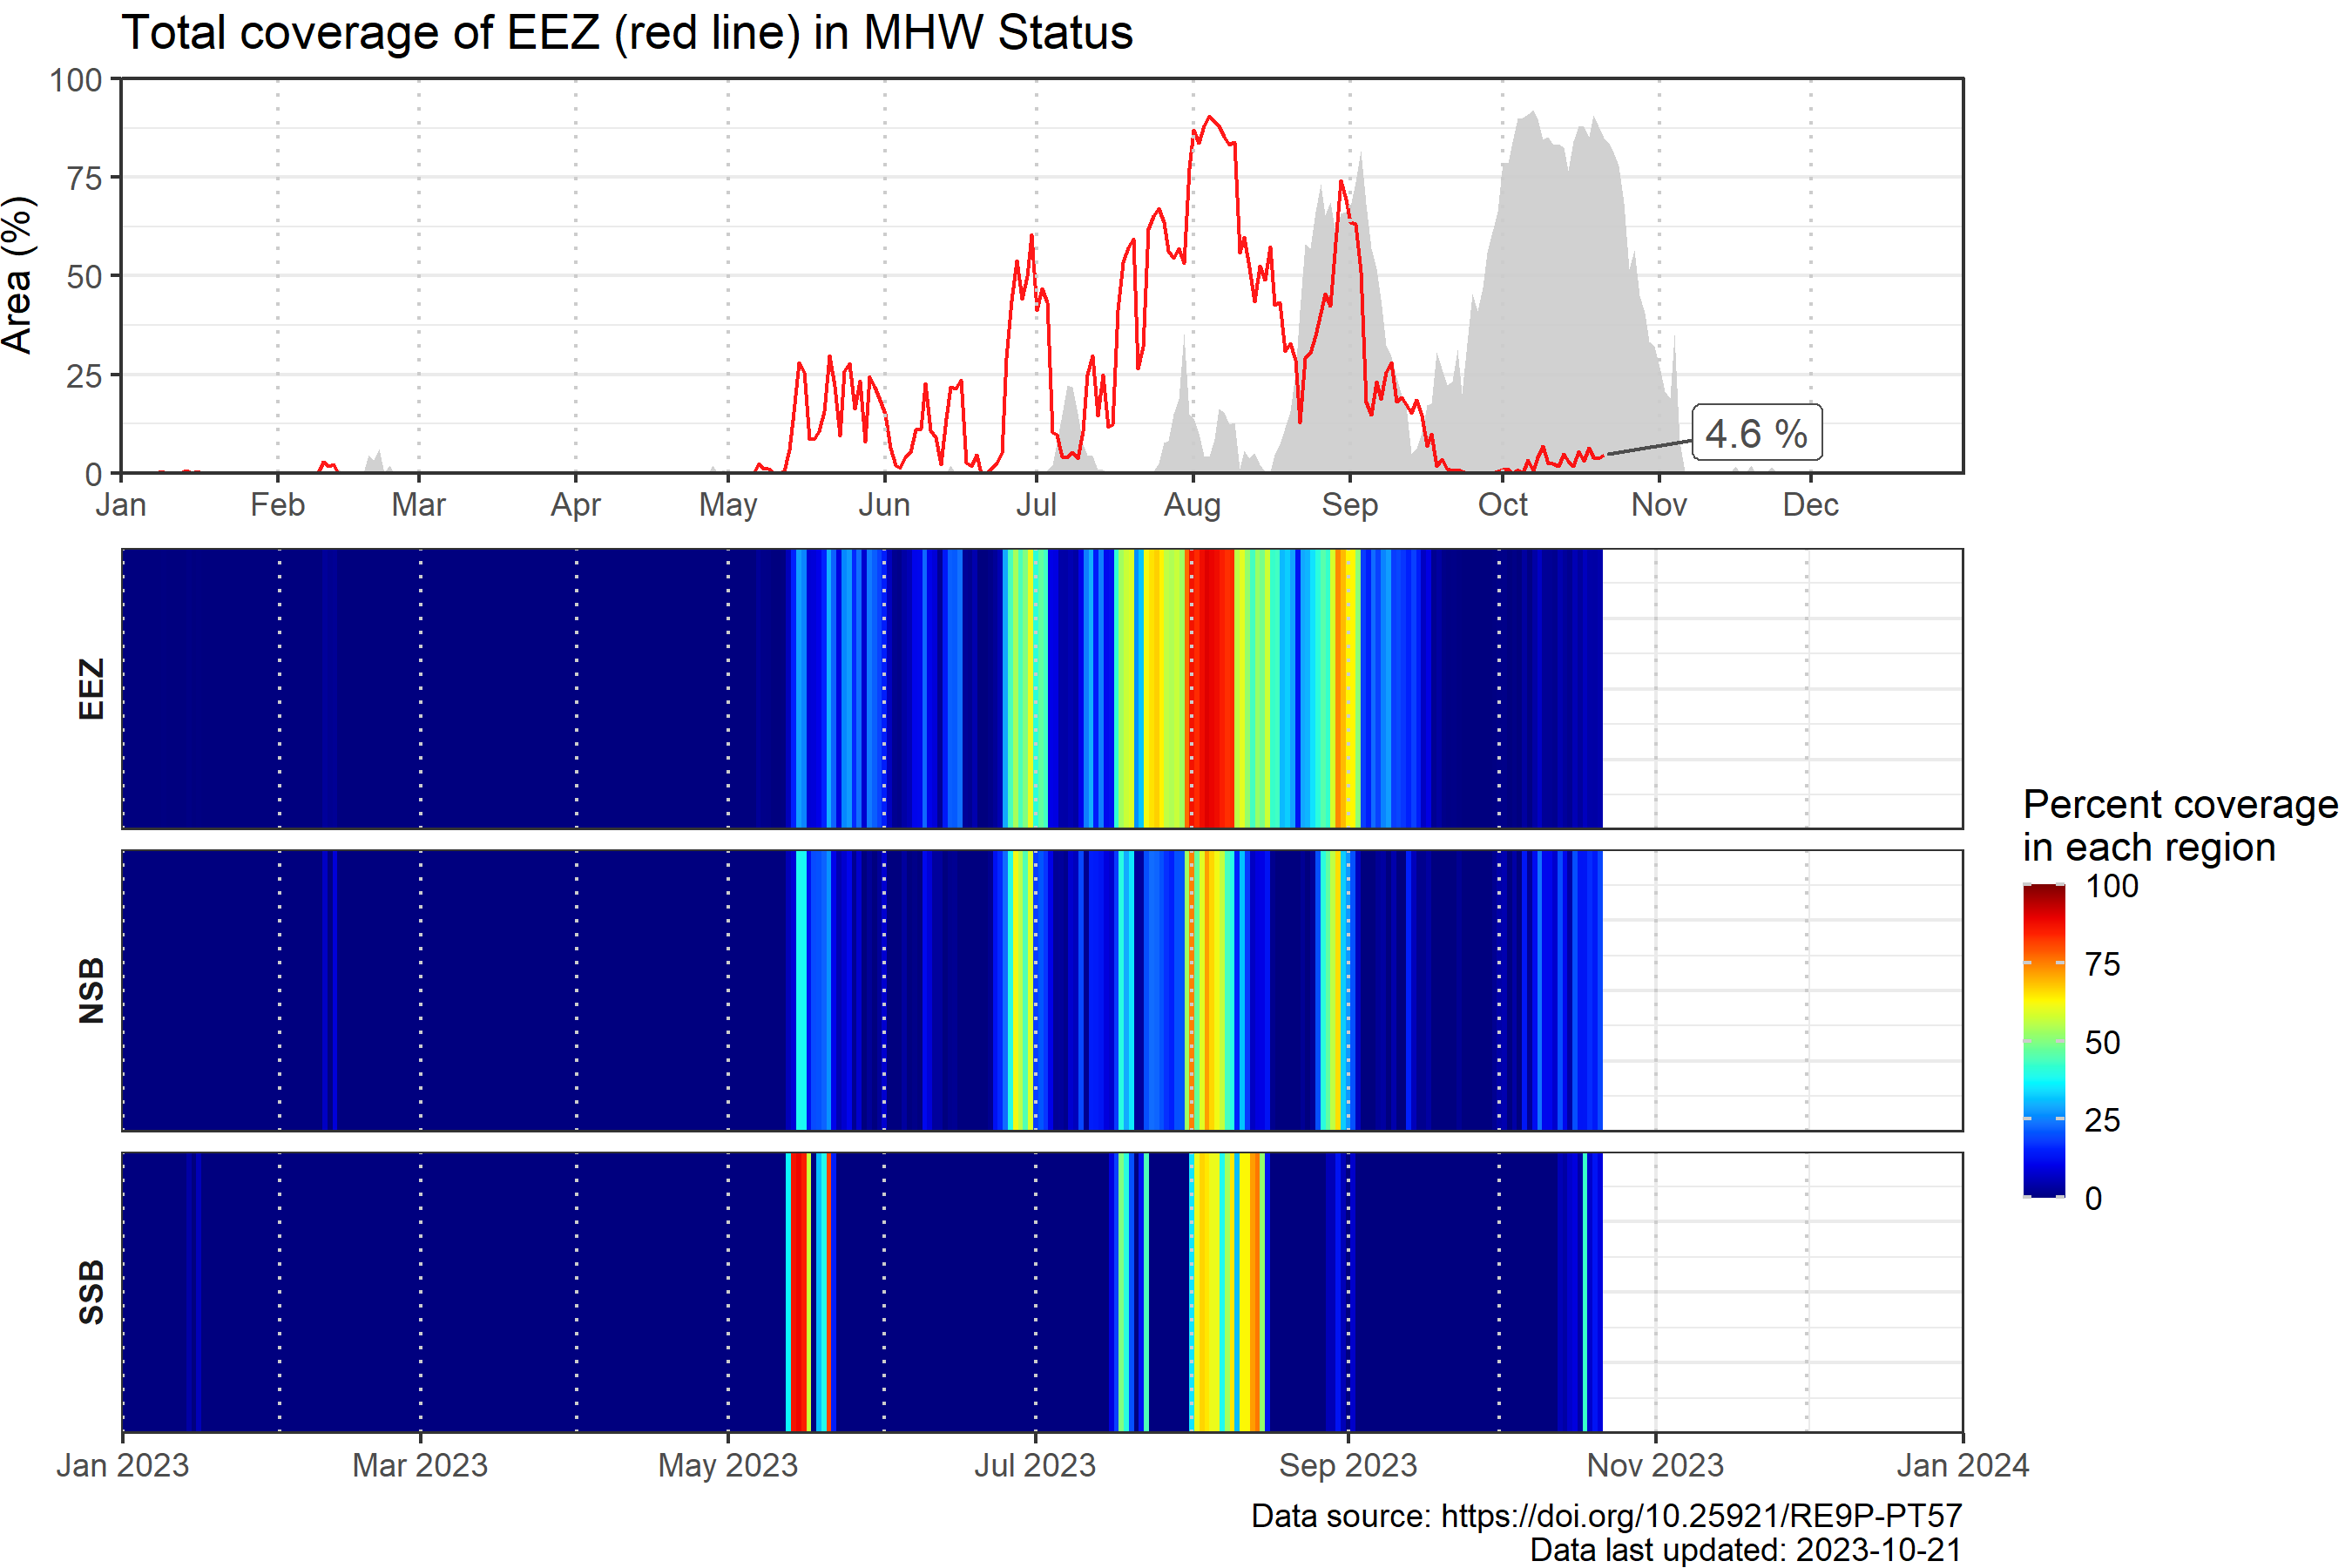 Total coverage of EEZ (red line) in MHW Status
Area (%)
100
75
50
25
0
4.6 %
Jan Feb Mar Apr May Jun Jul Aug Sep Oct Nov Dec
EEZ
NSB
SSB
Percent coverage
in each region
100
75
50
25
0
Jan 2023 Mar 2023 May 2023 Jul 2023 Sep 2023 Nov 2023 Jan 2024
Data source: https://doi.org/10.25921/RE9P-PT57
Data last updated: 2023-10-21